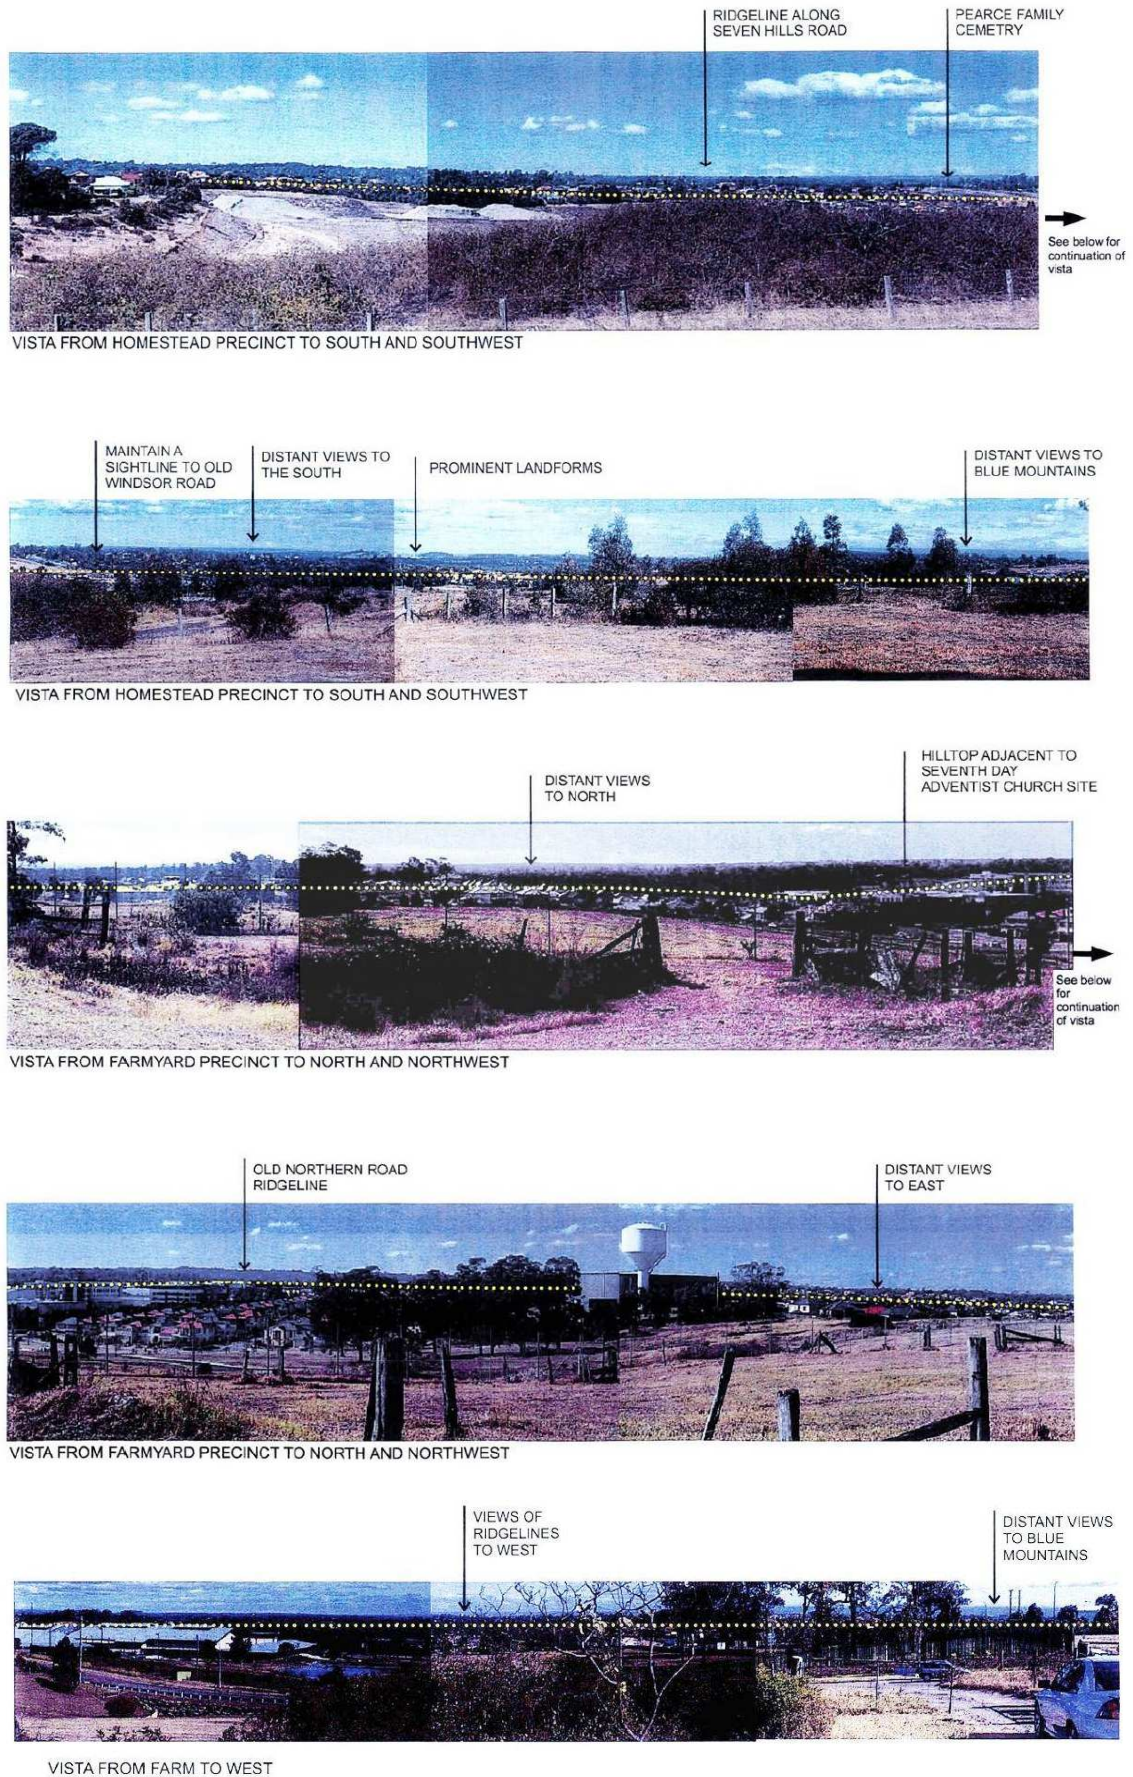 RIDGELINE ALONG
SEVEN HILLS ROAD
PEARCE FAMILY
CEMETRY
See below for
continuation of
vista
VISTA FROM HOMESTEAD PRECINCT TO SOUTH AND SOUTHWEST
MAINTAIN A
SIGHTLINE TO OLD
WINDSOR ROAD
DISTANT VIEWS TO
THE SOUTH
PROMINENT LANDFORMS
DISTANT VIEWS TO
BLUE MOUNTAINS
VISTA FROM HOMESTEAD PRECINCT TO SOUTH AND SOUTHWEST
DISTANT VIEWS
TO NORTH
HILLTOP ADJACENT TO
SEVENTH DAY
ADVENTIST CHURCH SITE
See below
for
continuation
of vista
VISTA FROM FARMYARD PRECINCT TO NORTH AND NORTHWEST
OLD NORTHERN ROAD
RIDGELINE
DISTANT VIEWS
TO EAST
VISTA FROM FARMYARD PRECINCT TO NORTH AND NORTHWEST
VIEWS OF
RIDGELINES
TO WEST
DISTANT VIEWS
TO BLUE
MOUNTAINS
VISTA FROM FARM TO WEST